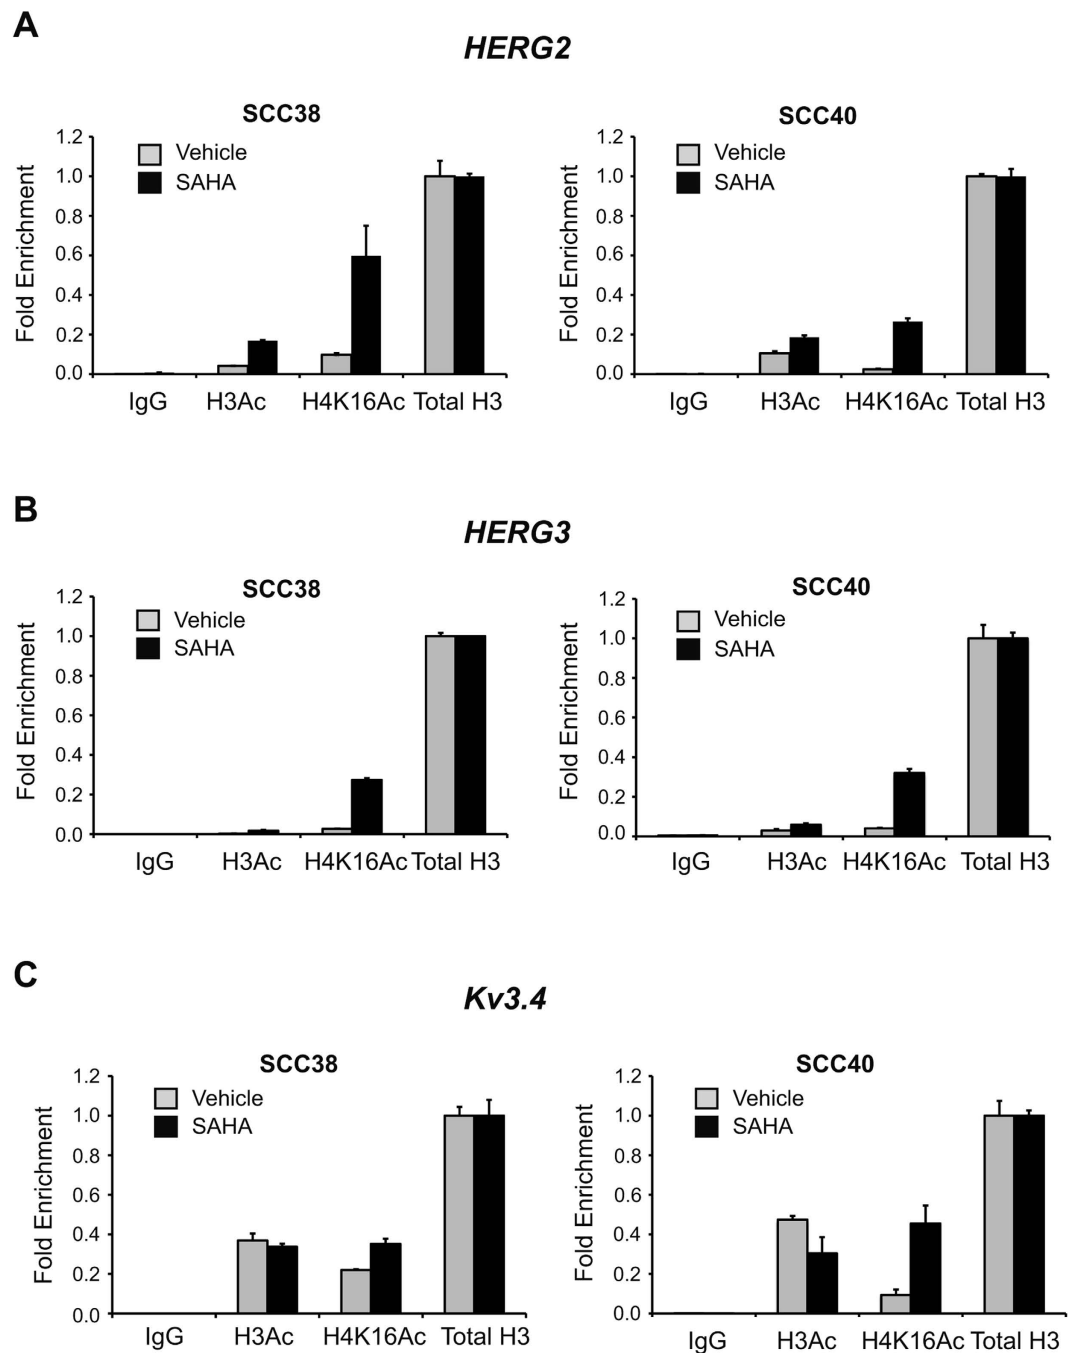 A
HERG2
SCC38
SCC40
1.2
1.0
0.8
0.6
0.4
0.2
0.0
Fold Enrichment
Vehicle
SAHA
IgG H3Ac H4K16Ac Total H3
1.2
1.0
0.8
0.6
0.4
0.2
0.0
Fold Enrichment
Vehicle
SAHA
IgG H3Ac H4K16Ac Total H3
B
HERG3
SCC38
SCC40
1.2
1.0
0.8
0.6
0.4
0.2
0.0
Fold Enrichment
Vehicle
SAHA
IgG H3Ac H4K16Ac Total H3
1.2
1.0
0.8
0.6
0.4
0.2
0.0
Fold Enrichment
Vehicle
SAHA
IgG H3Ac H4K16Ac Total H3
C
Kv3.4
SCC38
SCC40
1.2
1.0
0.8
0.6
0.4
0.2
0.0
Fold Enrichment
Vehicle
SAHA
IgG H3Ac H4K16Ac Total H3
1.2
1.0
0.8
0.6
0.4
0.2
0.0
Fold Enrichment
Vehicle
SAHA
IgG H3Ac H4K16Ac Total H3